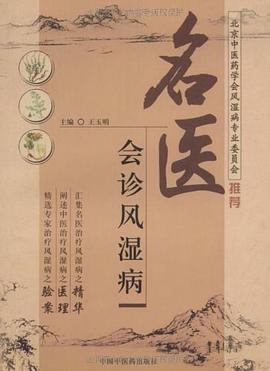 北京中医药学会风湿病专业委员会
推荐
名医
会诊风湿病
主编 ◎ 王玉明
汇集名医治疗风湿病之精华
阐述中医治疗风湿病之医理
精选专家治疗风湿病之验案
中国中医药出版社